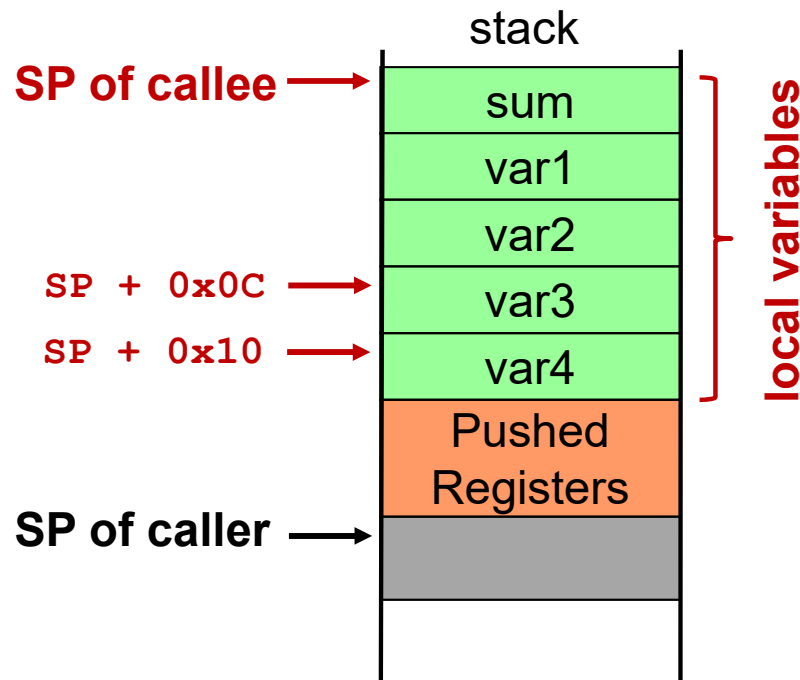 stack
SP of callee
sum
var1
var2
SP + 0x0C
var3
SP + 0x10
var4
local variables
Pushed
Registers
SP of caller